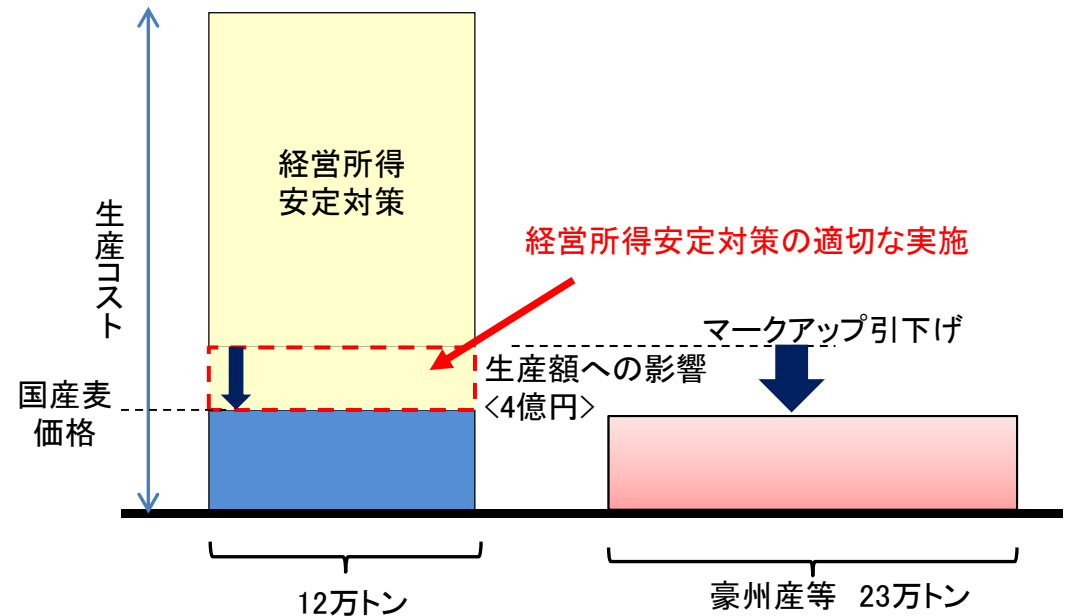 経営所得
安定対策
生産コスト
経営所得安定対策の適切な実施
マークアップ引下げ
生産額への影響
<4億円>
国産麦
価格
12万トン
豪州産等 23万トン